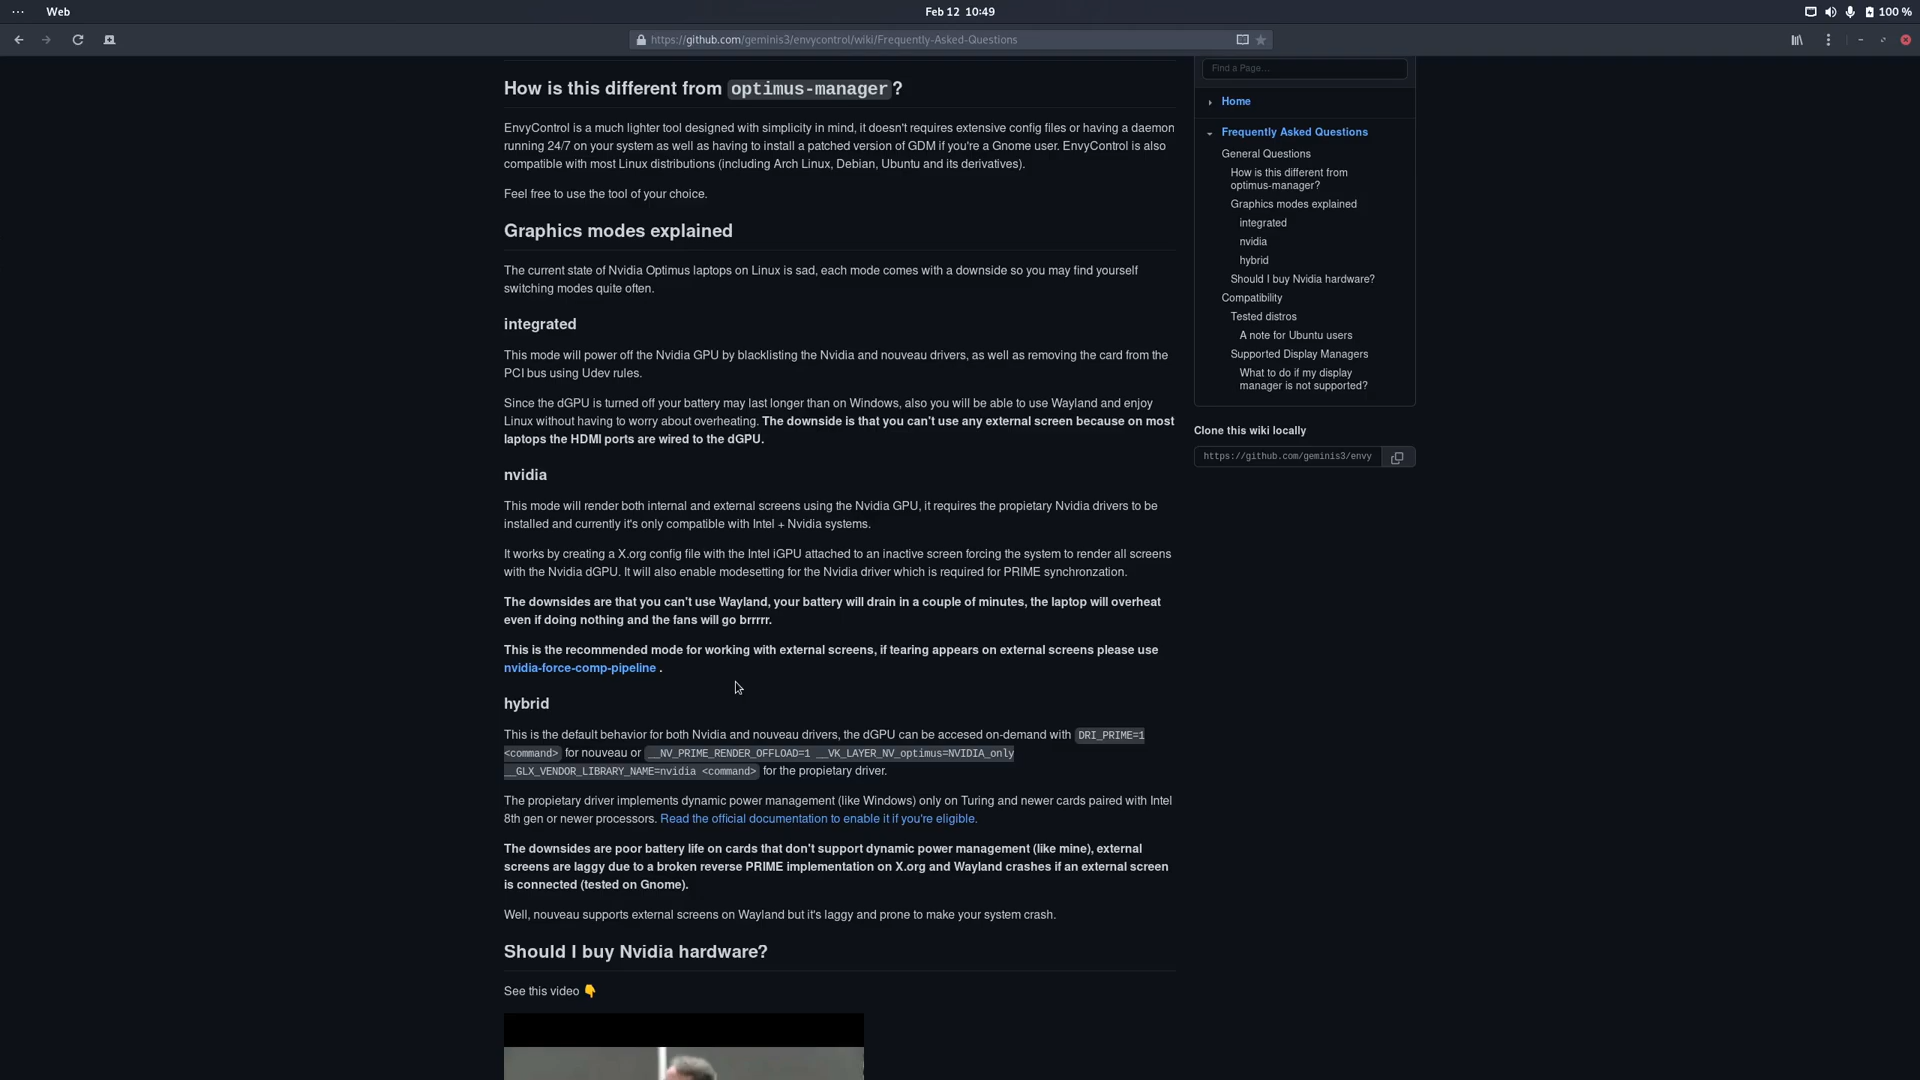 Web
Feb 12 10:49
100 %
https://github.com/geminis3/envycontrol/wiki/Frequently-Asked-Questions
How is this different from optimus-manager?
EnvyControl is a much lighter tool designed with simplicity in mind, it doesn't requires extensive config files or having a daemon
running 24/7 on your system as well as having to install a patched version of GDM if you're a Gnome user. EnvyControl is also
compatible with most Linux distributions (including Arch Linux, Debian, Ubuntu and its derivatives).
Feel free to use the tool of your choice.
Graphics modes explained
The current state of Nvidia Optimus laptops on Linux is sad, each mode comes with a downside so you may find yourself
switching modes quite often.
integrated
This mode will power off the Nvidia GPU by blacklisting the Nvidia and nouveau drivers, as well as removing the card from the
PCI bus using Udev rules.
Since the dGPU is turned off your battery may last longer than on Windows, also you will be able to use Wayland and enjoy
Linux without having to worry about overheating. The downside is that you can't use any external screen because on most
laptops the HDMI ports are wired to the dGPU.
nvidia
This mode will render both internal and external screens using the Nvidia GPU, it requires the propietary Nvidia drivers to be
installed and currently it's only compatible with Intel + Nvidia systems.
It works by creating a X.org config file with the Intel iGPU attached to an inactive screen forcing the system to render all screens
with the Nvidia dGPU. It will also enable modesetting for the Nvidia driver which is required for PRIME synchronzation.
The downsides are that you can't use Wayland, your battery will drain in a couple of minutes, the laptop will overheat
even if doing nothing and the fans will go brrrrr.
This is the recommended mode for working with external screens, if tearing appears on external screens please use
nvidia-force-comp-pipeline .
hybrid
This is the default behavior for both Nvidia and nouveau drivers, the dGPU can be accesed on-demand with DRI_PRIME=1
<command> for nouveau or __NV_PRIME_RENDER_OFFLOAD=1 __VK_LAYER_NV_optimus=NVIDIA_only
__GLX_VENDOR_LIBRARY_NAME=nvidia <command> for the propietary driver.
The propietary driver implements dynamic power management (like Windows) only on Turing and newer cards paired with Intel
8th gen or newer processors. Read the official documentation to enable it if you're eligible.
The downsides are poor battery life on cards that don't support dynamic power management (like mine), external
screens are laggy due to a broken reverse PRIME implementation on X.org and Wayland crashes if an external screen
is connected (tested on Gnome).
Well, nouveau supports external screens on Wayland but it's laggy and prone to make your system crash.
Should I buy Nvidia hardware?
See this video 👇
Find a Page…
Home
Frequently Asked Questions
General Questions
How is this different from
optimus-manager?
Graphics modes explained
integrated
nvidia
hybrid
Should I buy Nvidia hardware?
Compatibility
Tested distros
A note for Ubuntu users
Supported Display Managers
What to do if my display
manager is not supported?
Clone this wiki locally
https://github.com/geminis3/envy